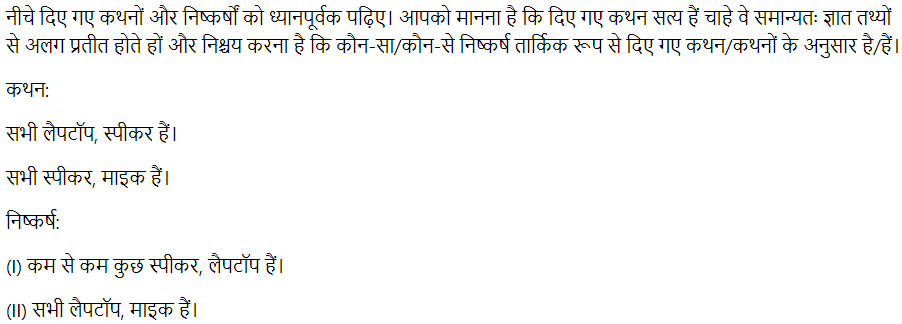 नीचे दिए गए कथनों और निष्कर्षों को ध्यानपूर्वक पढ़िए। आपको मानना है कि दिए गए कथन सत्य हैं चाहे वे समान्यतः ज्ञात तथ्यों
से अलग प्रतीत होते हों और निश्चय करना है कि कौन-सा/कौन-से निष्कर्ष तार्किक रूप से दिए गए कथन/कथनों के अनुसार है/हैं।
कथन:
सभी लैपटॉप, स्पीकर हैं।
सभी स्पीकर, माइक हैं।
निष्कर्ष:
(I) कम से कम कुछ स्पीकर, लैपटॉप हैं।
(II) सभी लैपटॉप, माइक हैं।